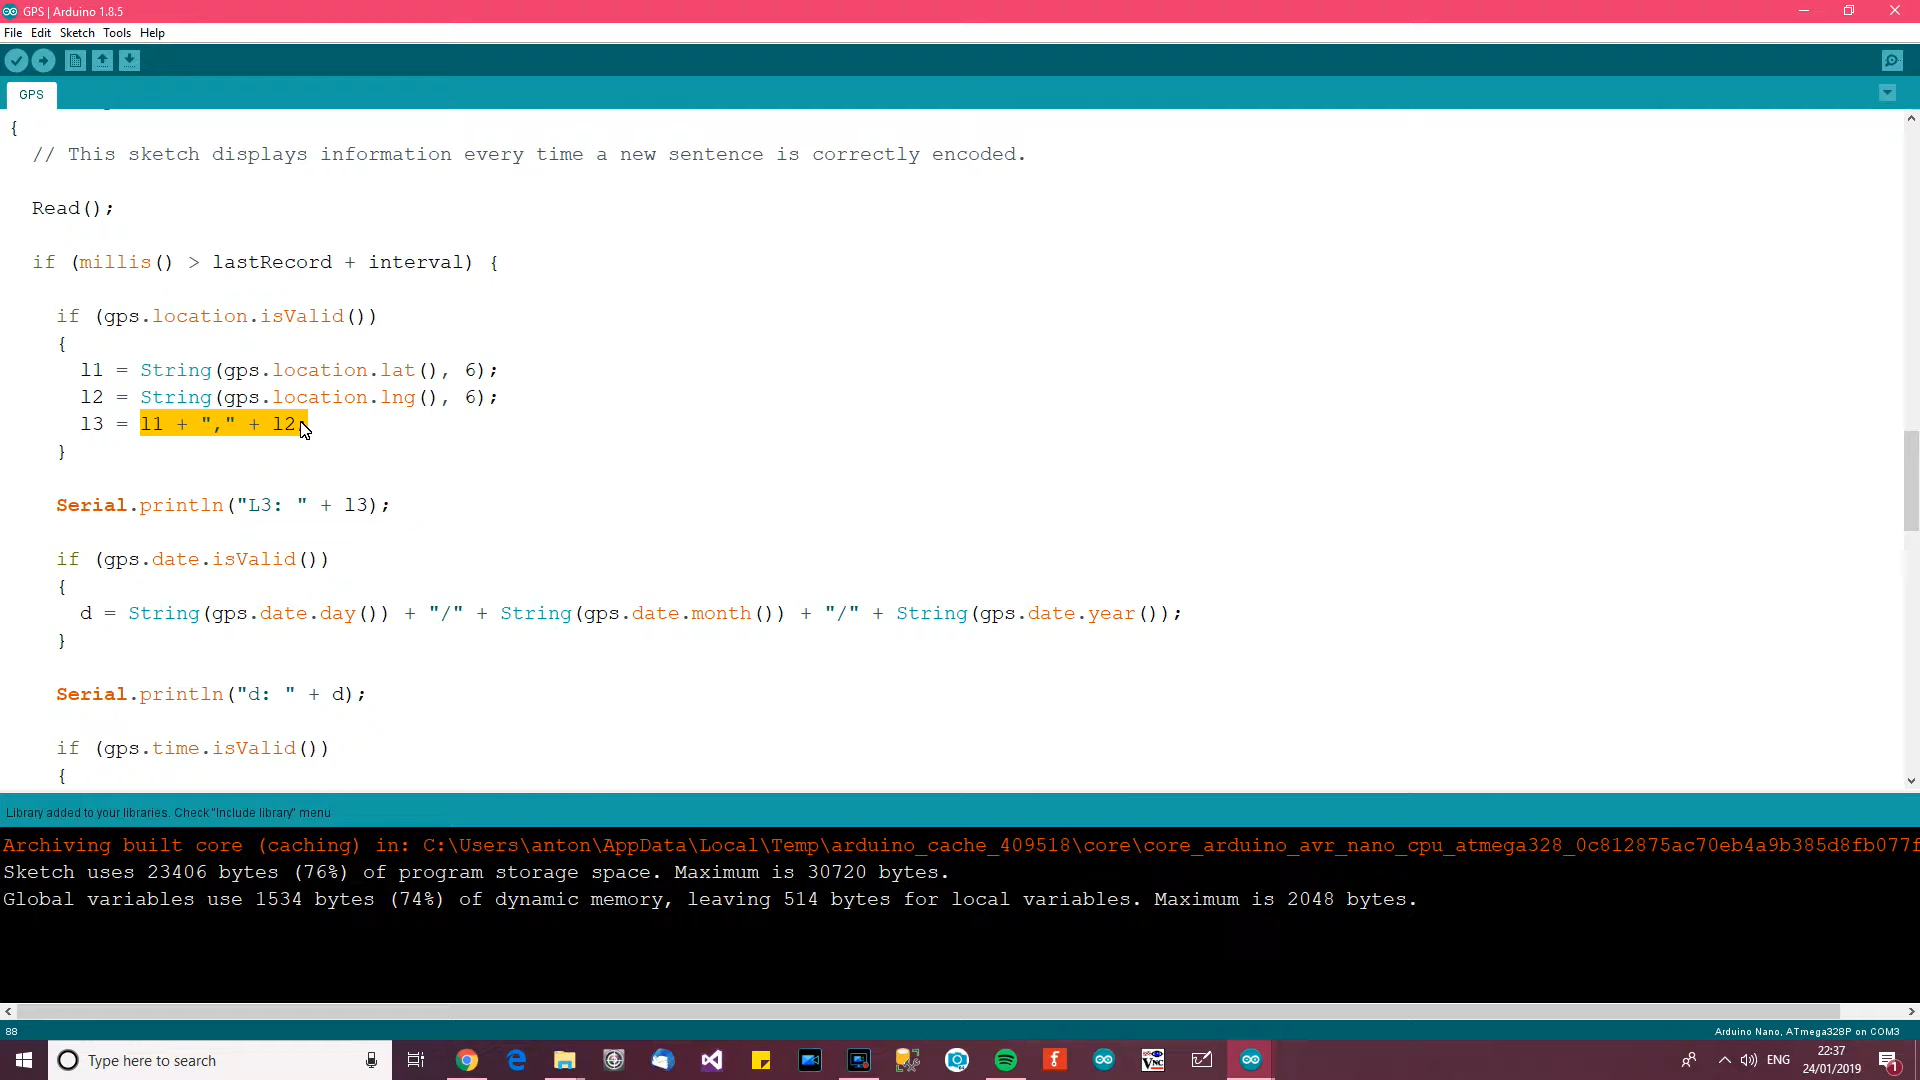 GPS | Arduino 1.8.5
File Edit Sketch Tools Help
GPS
{
// This sketch displays information every time a new sentence is correctly encoded.
Read();
if (millis() > lastRecord + interval) {
if (gps.location.isValid())
{
l1 = String(gps.location.lat(), 6);
l2 = String(gps.location.lng(), 6);
l3 = l1 + "," + l2;
}
Serial.println("L3: " + l3);
if (gps.date.isValid())
{
d = String(gps.date.day()) + "/" + String(gps.date.month()) + "/" + String(gps.date.year());
}
Serial.println("d: " + d);
if (gps.time.isValid())
{
Library added to your libraries. Check "Include library" menu
Archiving built core (caching) in: C:\Users\anton\AppData\Local\Temp\arduino_cache_409518\core\core_arduino_avr_nano_cpu_atmega328_0c812875ac70eb4a9b385d8fb077f
Sketch uses 23406 bytes (76%) of program storage space. Maximum is 30720 bytes.
Global variables use 1534 bytes (74%) of dynamic memory, leaving 514 bytes for local variables. Maximum is 2048 bytes.
88
Arduino Nano, ATmega328P on COM3
Type here to search
ENG
22:37
24/01/2019
1